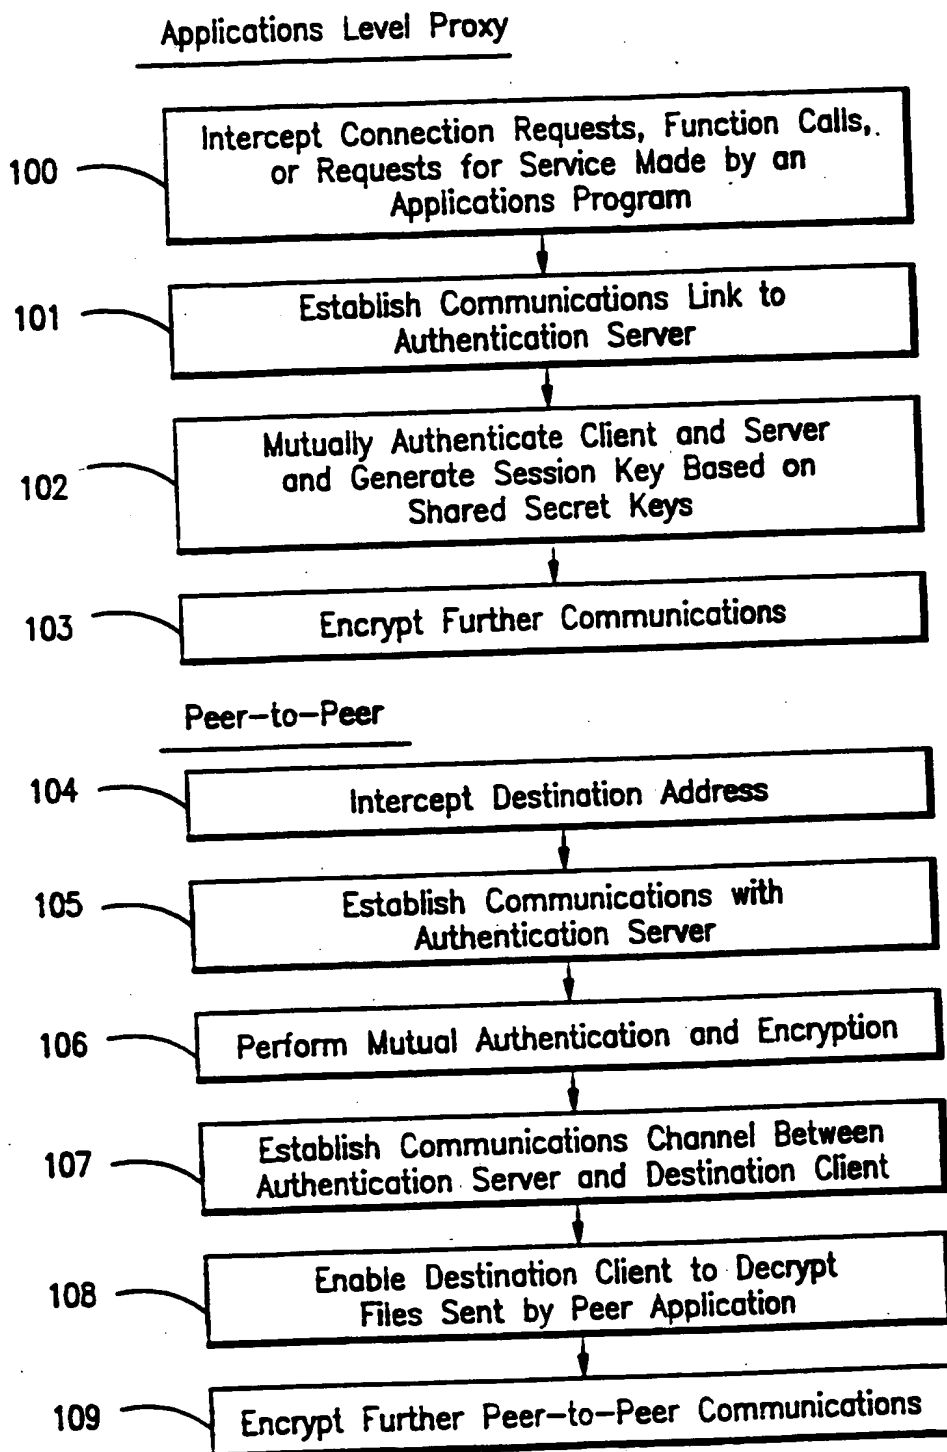 Applications Level Proxy
100
Intercept Connection Requests, Function Calls,
or Requests for Service Made by an
Applications Program
101
Establish Communications Link to
Authentication Server
102
Mutually Authenticate Client and Server
and Generate Session Key Based on
Shared Secret Keys
103
Encrypt Further Communications
Peer-to-Peer
104
Intercept Destination Address
105
Establish Communications with
Authentication Server
106
Perform Mutual Authentication and Encryption
107
Establish Communications Channel Between
Authentication Server and Destination Client
108
Enable Destination Client to Decrypt
Files Sent by Peer Application
109
Encrypt Further Peer-to-Peer Communications